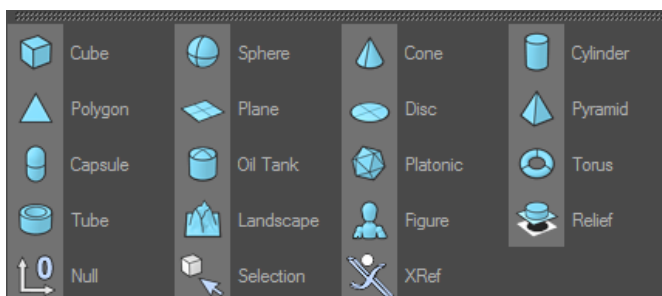 Cube Sphere Cone Cylinder
Polygon Plane Disc Pyramid
Capsule Oil Tank Platonic Torus
Tube Landscape Figure Relief
0 Null Selection XRef